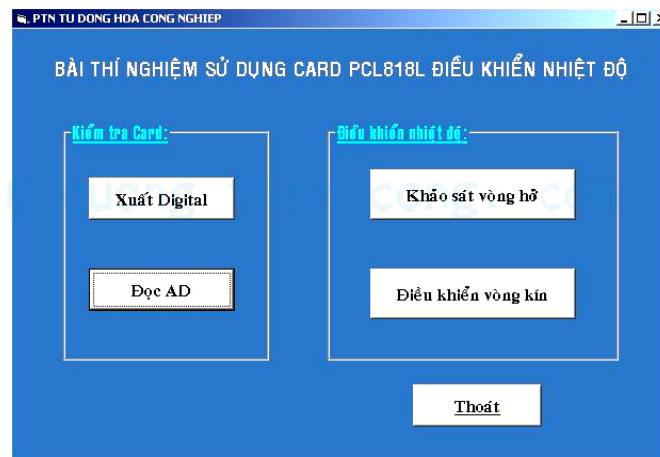 PTN TU DONG HOA CONG NGHIEP
BÀI THÍ NGHIỆM SỬ DỤNG CARD PCL818L ĐIỀU KHIỂN NHIỆT ĐỘ
Kiểm tra Card:
Xuất Digital
Đọc AD
Điều khiển nhiệt độ:
Khảo sát vòng hở
Điều khiển vòng kín
Thoát